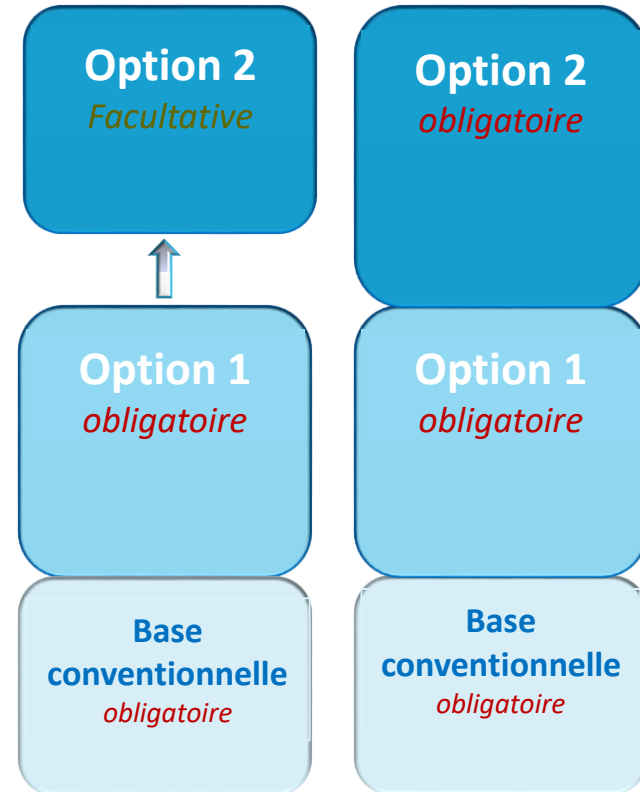 Option 2
Facultative
Option 1
obligatoire
Base
conventionnelle
obligatoire
Option 2
obligatoire
Option 1
obligatoire
Base
conventionnelle
obligatoire